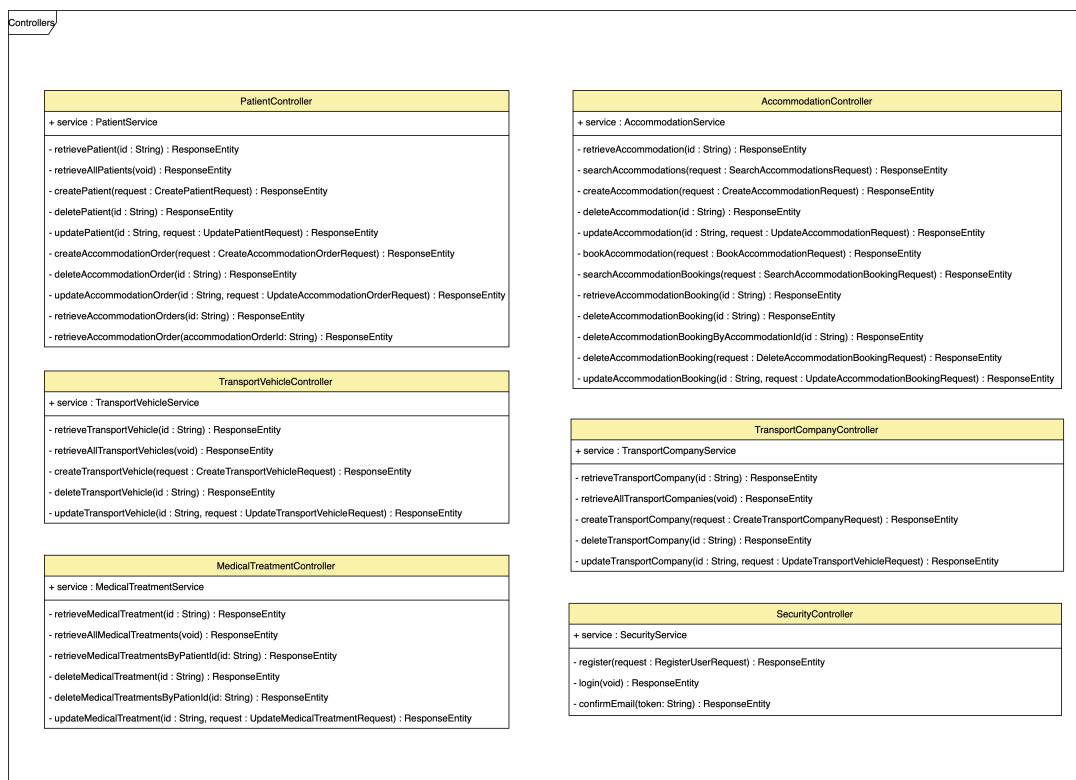 Controllers
PatientController
+ service : PatientService
- retrievePatient(id : String) : ResponseEntity
- retrieveAllPatients(void) : ResponseEntity
- createPatient(request : CreatePatientRequest) : ResponseEntity
- deletePatient(id : String) : ResponseEntity
- updatePatient(id : String, request : UpdatePatientRequest) : ResponseEntity
- createAccommodationOrder(request : CreateAccommodationOrderRequest) : ResponseEntity
- deleteAccommodationOrder(id : String) : ResponseEntity
- updateAccommodationOrder(id : String, request : UpdateAccommodationOrderRequest) : ResponseEntity
- retrieveAccommodationOrders(id: String) : ResponseEntity
- retrieveAccommodationOrder(accommodationOrderId: String) : ResponseEntity
TransportVehicleController
+ service : TransportVehicleService
- retrieveTransportVehicle(id : String) : ResponseEntity
- retrieveAllTransportVehicles(void) : ResponseEntity
- createTransportVehicle(request : CreateTransportVehicleRequest) : ResponseEntity
- deleteTransportVehicle(id : String) : ResponseEntity
- updateTransportVehicle(id : String, request : UpdateTransportVehicleRequest) : ResponseEntity
MedicalTreatmentController
+ service : MedicalTreatmentService
- retrieveMedicalTreatment(id : String) : ResponseEntity
- retrieveAllMedicalTreatments(void) : ResponseEntity
- retrieveMedicalTreatmentsByPatientId(id: String) : ResponseEntity
- deleteMedicalTreatment(id : String) : ResponseEntity
- deleteMedicalTreatmentsByPationId(id: String) : ResponseEntity
- updateMedicalTreatment(id : String, request : UpdateMedicalTreatmentRequest) : ResponseEntity
AccommodationController
+ service : AccommodationService
- retrieveAccommodation(id : String) : ResponseEntity
- searchAccommodations(request : SearchAccommodationsRequest) : ResponseEntity
- createAccommodation(request : CreateAccommodationRequest) : ResponseEntity
- deleteAccommodation(id : String) : ResponseEntity
- updateAccommodation(id : String, request : UpdateAccommodationRequest) : ResponseEntity
- bookAccommodation(request : BookAccommodationRequest) : ResponseEntity
- searchAccommodationBookings(request : SearchAccommodationBookingRequest) : ResponseEntity
- retrieveAccommodationBooking(id : String) : ResponseEntity
- deleteAccommodationBooking(id : String) : ResponseEntity
- deleteAccommodationBookingByAccommodationId(id : String) : ResponseEntity
- deleteAccommodationBooking(request : DeleteAccommodationBookingRequest) : ResponseEntity
- updateAccommodationBooking(id : String, request : UpdateAccommodationBookingRequest) : ResponseEntity
TransportCompanyController
+ service : TransportCompanyService
- retrieveTransportCompany(id : String) : ResponseEntity
- retrieveAllTransportCompanies(void) : ResponseEntity
- createTransportCompany(request : CreateTransportCompanyRequest) : ResponseEntity
- deleteTransportCompany(id : String) : ResponseEntity
- updateTransportCompany(id : String, request : UpdateTransportVehicleRequest) : ResponseEntity
SecurityController
+ service : SecurityService
- register(request : RegisterUserRequest) : ResponseEntity
- login(void) : ResponseEntity
- confirmEmail(token: String) : ResponseEntity